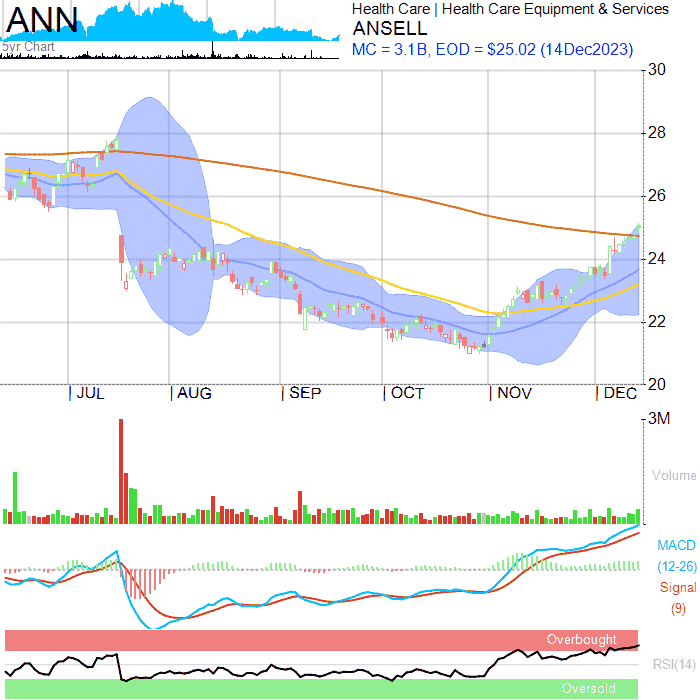 ANN
5yr Chart
Health Care | Health Care Equipment & Services
ANSELL
MC = 3.1B, EOD = $25.02 (14Dec2023)
30
28
26
24
22
20
| JUL | AUG | SEP | OCT | NOV | DEC
3M
Volume
MACD
(12-26)
Signal
(9)
Overbought
RSI(14)
Oversold